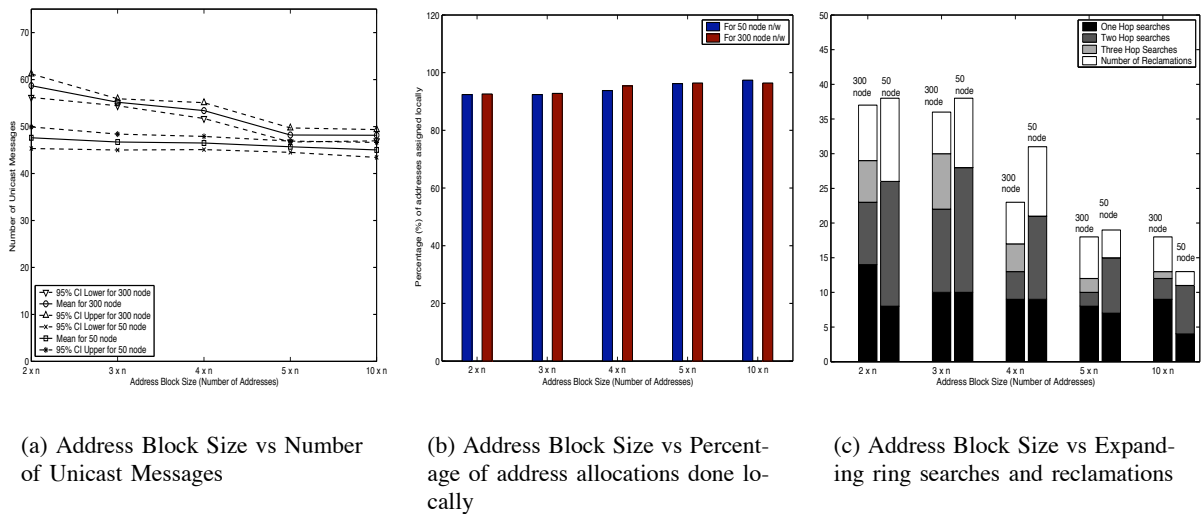 75
70
60
50
40
30
20
10
0
Number of Unicast Messages
95% CI Lower for 300 node
Mean for 300 node
95% CI Upper for 300 node
95% CI Lower for 50 node
Mean for 50 node
95% CI Upper for 50 node
2 x n 3 x n 4 x n 5 x n 10 x n
Address Block Size (Number of Addresses)
(a) Address Block Size vs Number
of Unicast Messages
120
100
80
60
40
20
0
Percentage (%) of addresses assigned locally
For 50 node n/w
For 300 node n/w
2 x n 3 x n 4 x n 5 x n 10 x n
Address Block Size (Number of Addresses)
(b) Address Block Size vs Percent-
age of address allocations done lo-
cally
50
45
40
35
30
25
20
15
10
5
0
One Hop searches
Two Hop searches
Three Hop Searches
Number of Reclamations
300
node
50
node
300
node
50
node
300
node
50
node
300
node
50
node
300
node
50
node
2 x n 3 x n 4 x n 5 x n 10 x n
Address Block Size (Number of Addresses)
(c) Address Block Size vs Expand-
ing ring searches and reclamations